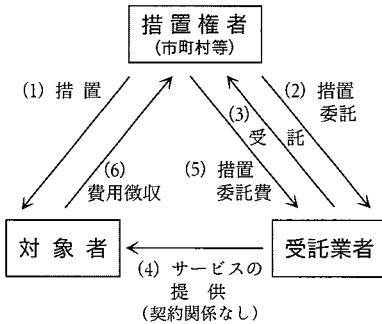 措置権者
(市町村等)
(1) 措置
(2) 措置
委託
(3)
受託
(6)
費用徴収
(5) 措置
委託費
対象者
受託業者
(4) サービスの
提供
(契約関係なし)